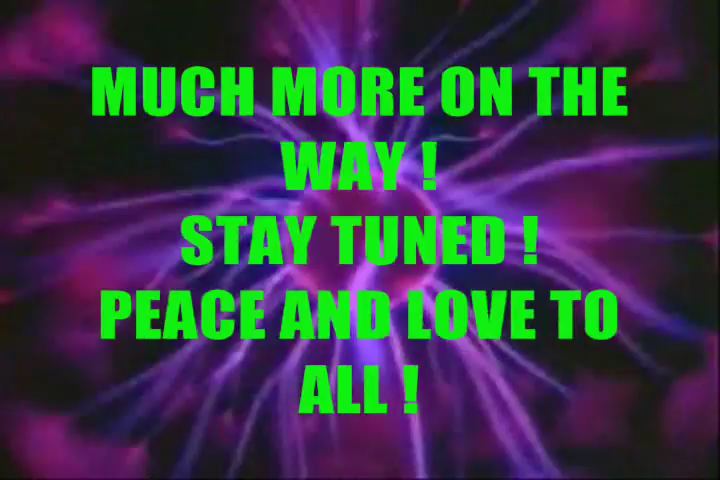 MUCH MORE ON THE
WAY !
STAY TUNED !
PEACE AND LOVE TO
ALL !